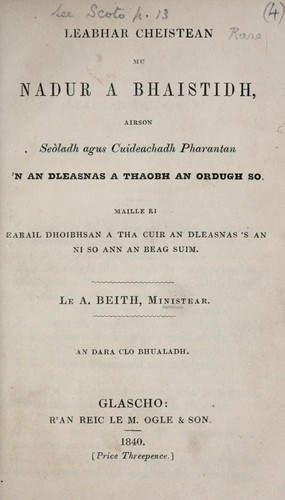 See Scoto p. 13
(4)
Rare
LEABHAR CHEISTEAN
MU
NADUR A BHAISTIDH,
AIRSON
Seòladh agus Cuideachadh Pharantan
'N AN DLEASNAS A THAOBH AN ORDUGH SO.
MAILLE RI
EARAIL DHOIBHSAN A THA CUIR AN DLEASNAS 'S AN
NI SO ANN AN BEAG SUIM.
LE A. BEITH, MINISTEAR.
AN DARA CLO BHUALADH.
GLASCHO:
R'AN REIC LE M. OGLE & SON.
1840.
[Price Threepence.]